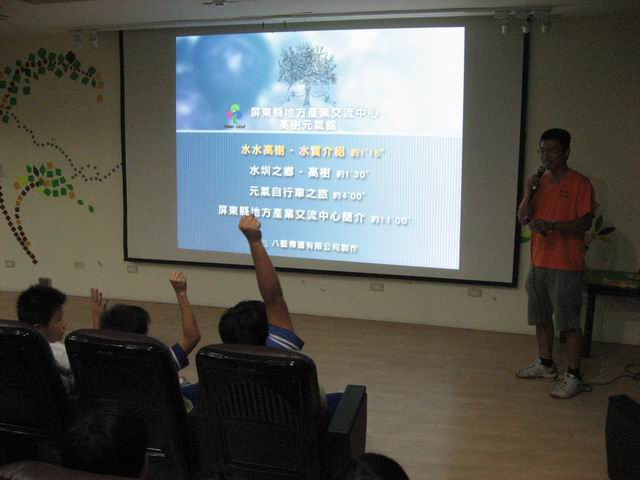 屏東縣地方產業交流中心
高樹元氣館
水水高樹 - 水質介紹 約1'15"
水圳之鄉 - 高樹 約1'30"
元氣自行車之旅 約4'00"
屏東縣地方產業交流中心簡介 約11'00"
八藝傳播有限公司製作